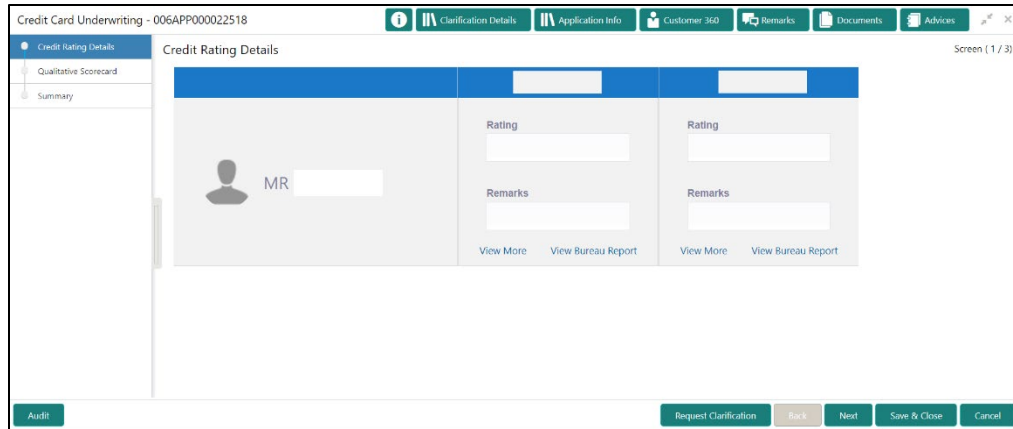 Credit Card Underwriting - 006APP000022518
Clarification Details
Application Info
Customer 360
Remarks
Documents
Advices
Credit Rating Details
Qualitative Scorecard
Summary
Credit Rating Details
Screen ( 1 / 3)
MR
Rating
Rating
Remarks
Remarks
View More View Bureau Report
View More View Bureau Report
Audit
Request Clarification
Back
Next
Save & Close
Cancel